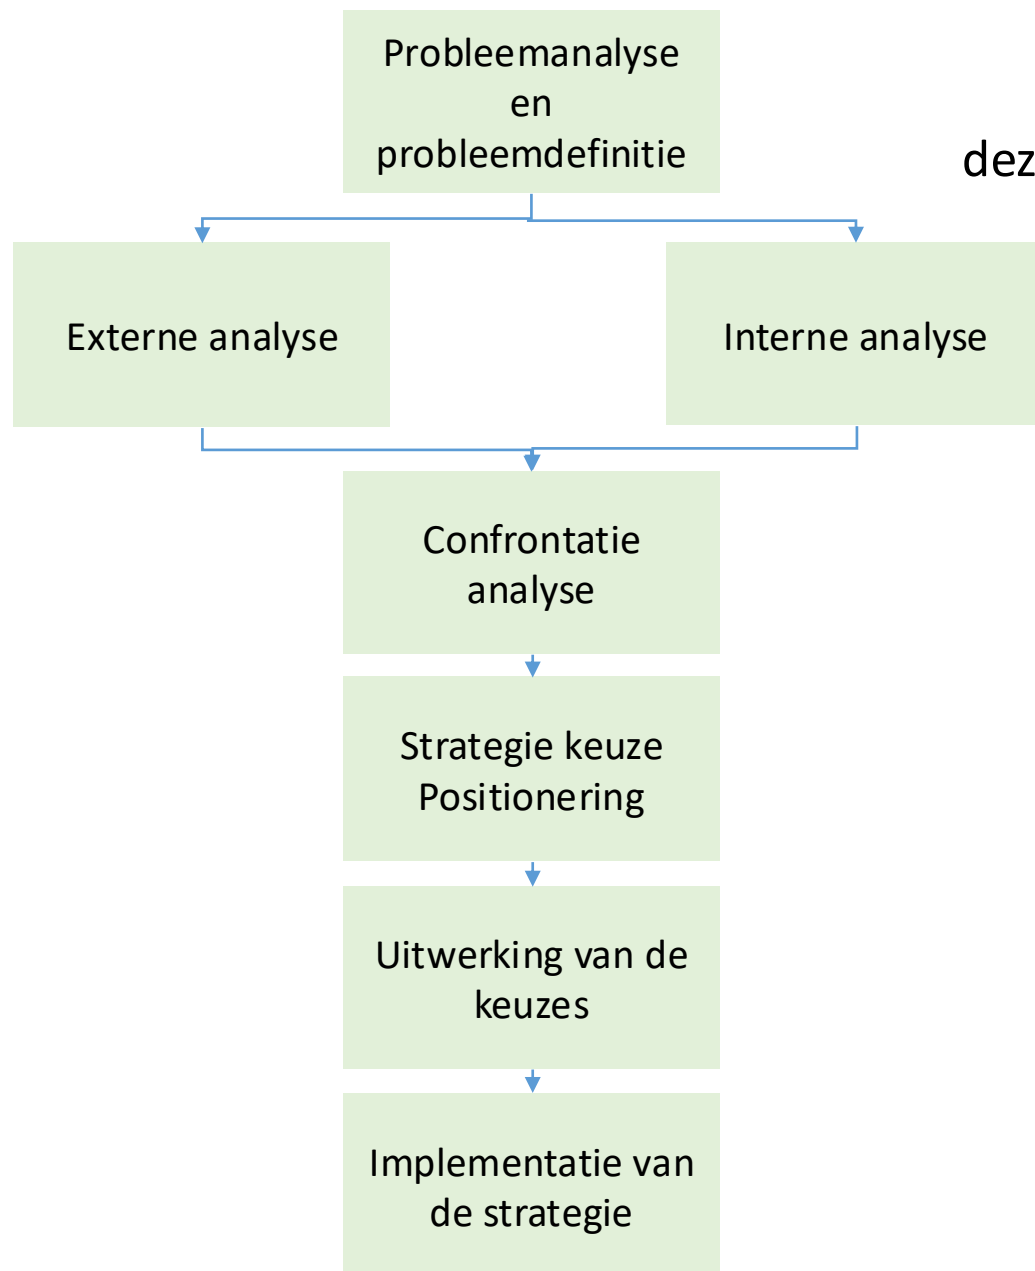 Probleemanalyse
en
probleemdefinitie
dez
Externe analyse
Interne analyse
Confrontatie
analyse
Strategie keuze
Positionering
Uitwerking van de
keuzes
Implementatie van
de strategie